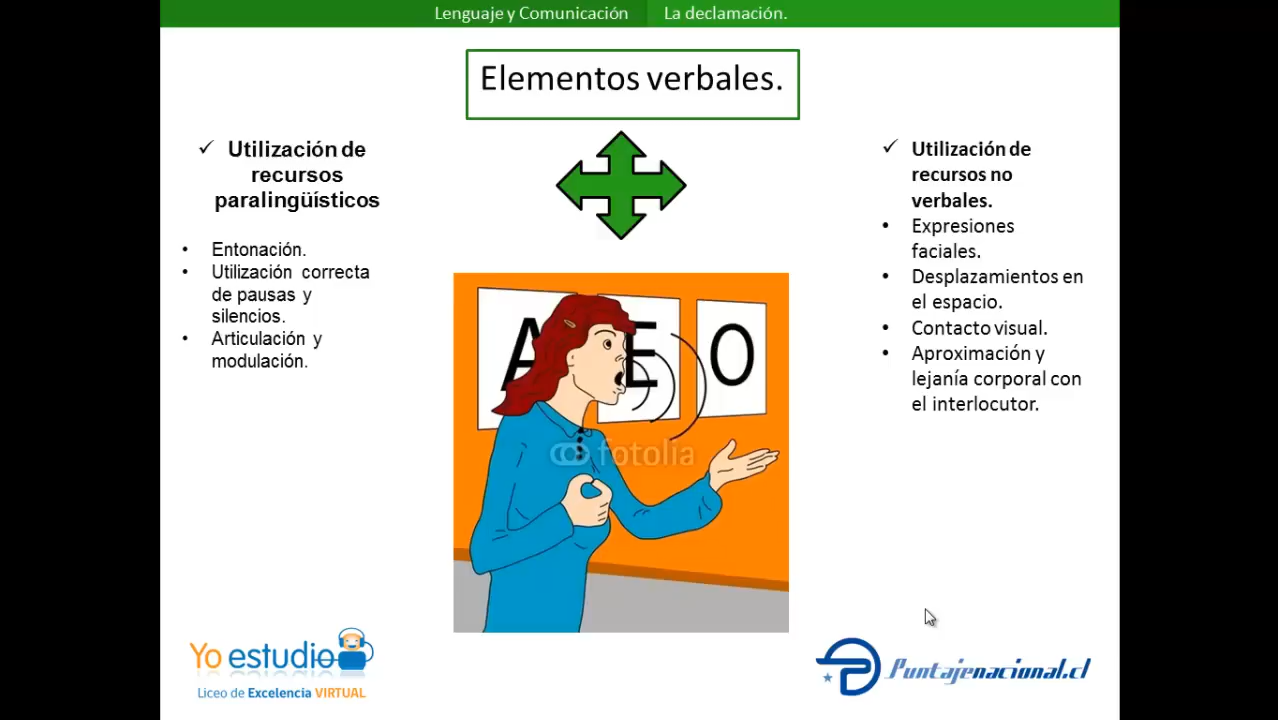 Lenguaje y Comunicación La declamación.
Elementos verbales.
✓ Utilización de
recursos
paralingüísticos
• Entonación.
• Utilización correcta
de pausas y
silencios.
• Articulación y
modulación.
✓ Utilización de
recursos no
verbales.
• Expresiones
faciales.
• Desplazamientos en
el espacio.
• Contacto visual.
• Aproximación y
lejanía corporal con
el interlocutor.
A E O
fotolia
Yo estudio
Liceo de Excelencia VIRTUAL
Puntajenacional.cl